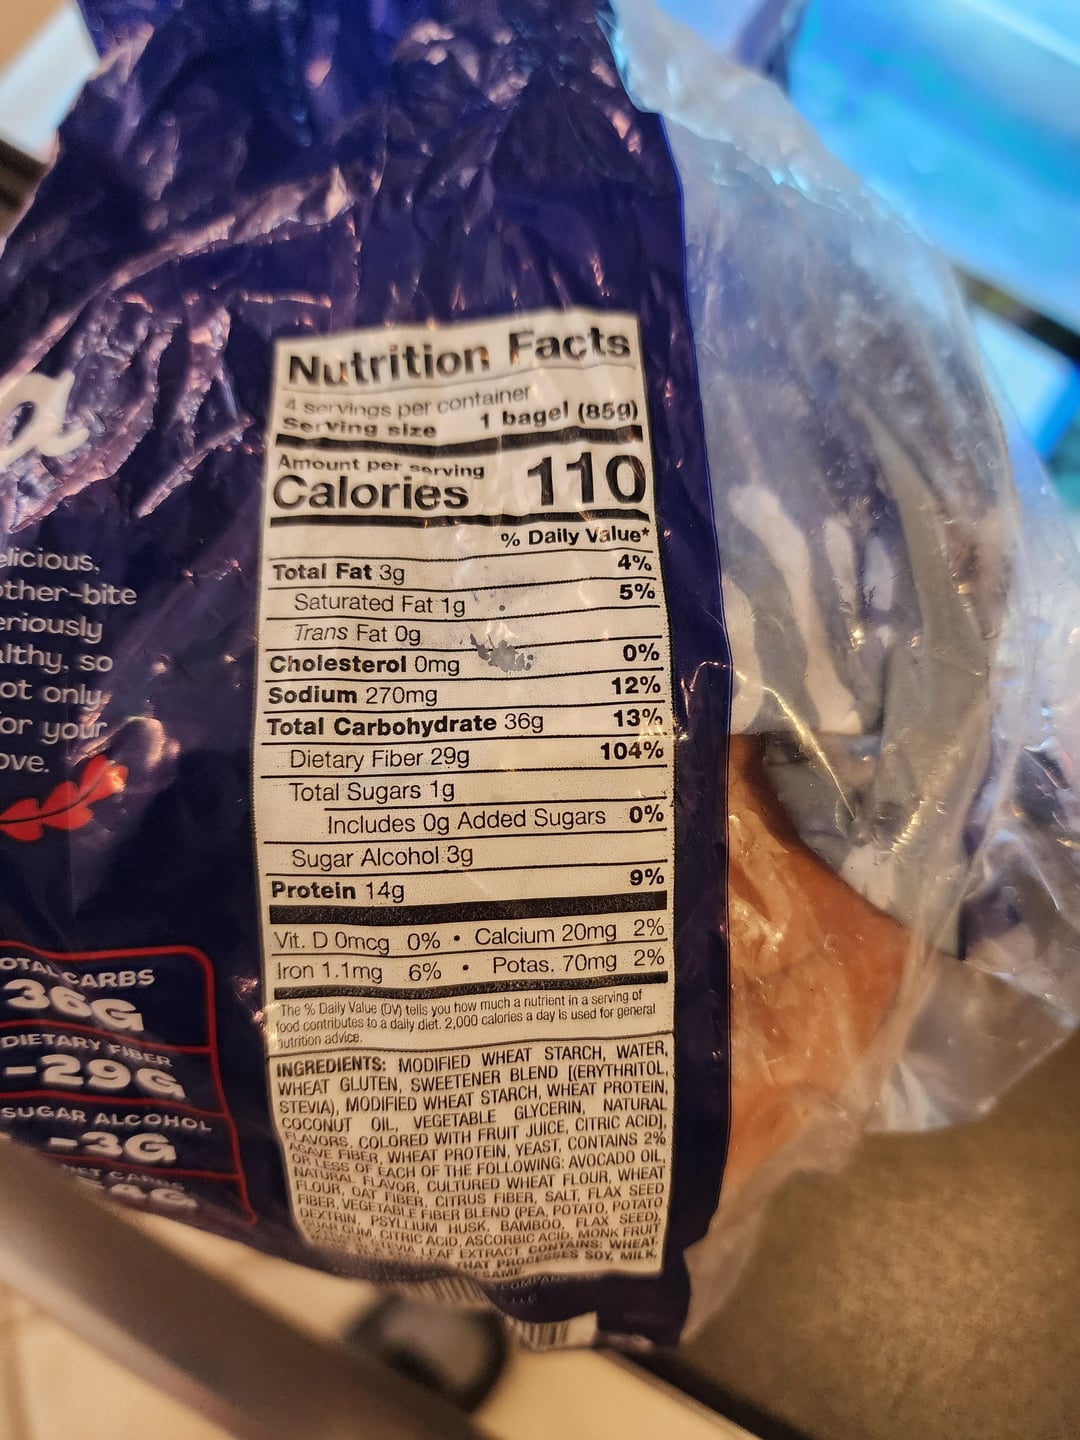 elicious.
other-bite
eriously
althy, so
ot only
or your
ove.
TOTAL CARBS
36G
DIETARY FIBER
-29G
SUGAR ALCOHOL
-3G
NET CARBS
Nutrition Facts
4 servings per container
Serving size 1 bagel (85g)
Amount per serving
Calories 110
% Daily Value*
Total Fat 3g 4%
Saturated Fat 1g 5%
Trans Fat 0g
Cholesterol 0mg 0%
Sodium 270mg 12%
Total Carbohydrate 36g 13%
Dietary Fiber 29g 104%
Total Sugars 1g
Includes 0g Added Sugars 0%
Sugar Alcohol 3g
Protein 14g 9%
Vit. D 0mcg 0% • Calcium 20mg 2%
Iron 1.1mg 6% • Potas. 70mg 2%
The % Daily Value (DV) tells you how much a nutrient in a serving of
food contributes to a daily diet. 2,000 calories a day is used for general
nutrition advice.
INGREDIENTS: MODIFIED WHEAT STARCH, WATER,
WHEAT GLUTEN, SWEETENER BLEND [(ERYTHRITOL,
STEVIA), MODIFIED WHEAT STARCH, WHEAT PROTEIN,
COCONUT OIL, VEGETABLE GLYCERIN, NATURAL
FLAVORS, COLORED WITH FRUIT JUICE, CITRIC ACID],
AGAVE FIBER, WHEAT PROTEIN, YEAST, CONTAINS 2%
OR LESS OF EACH OF THE FOLLOWING: AVOCADO OIL,
NATURAL FLAVOR, CULTURED WHEAT FLOUR, WHEAT
FLOUR, OAT FIBER, CITRUS FIBER, SALT, FLAX SEED
FIBER, VEGETABLE FIBER BLEND (PEA, POTATO, POTATO
DEXTRIN, PSYLLIUM HUSK, BAMBOO, FLAX SEED),
GUAR GUM, CITRIC ACID, ASCORBIC ACID, MONK FRUIT
STEVIA LEAF EXTRACT. CONTAINS: WHEAT.
THAT PROCESSES SOY, MILK,